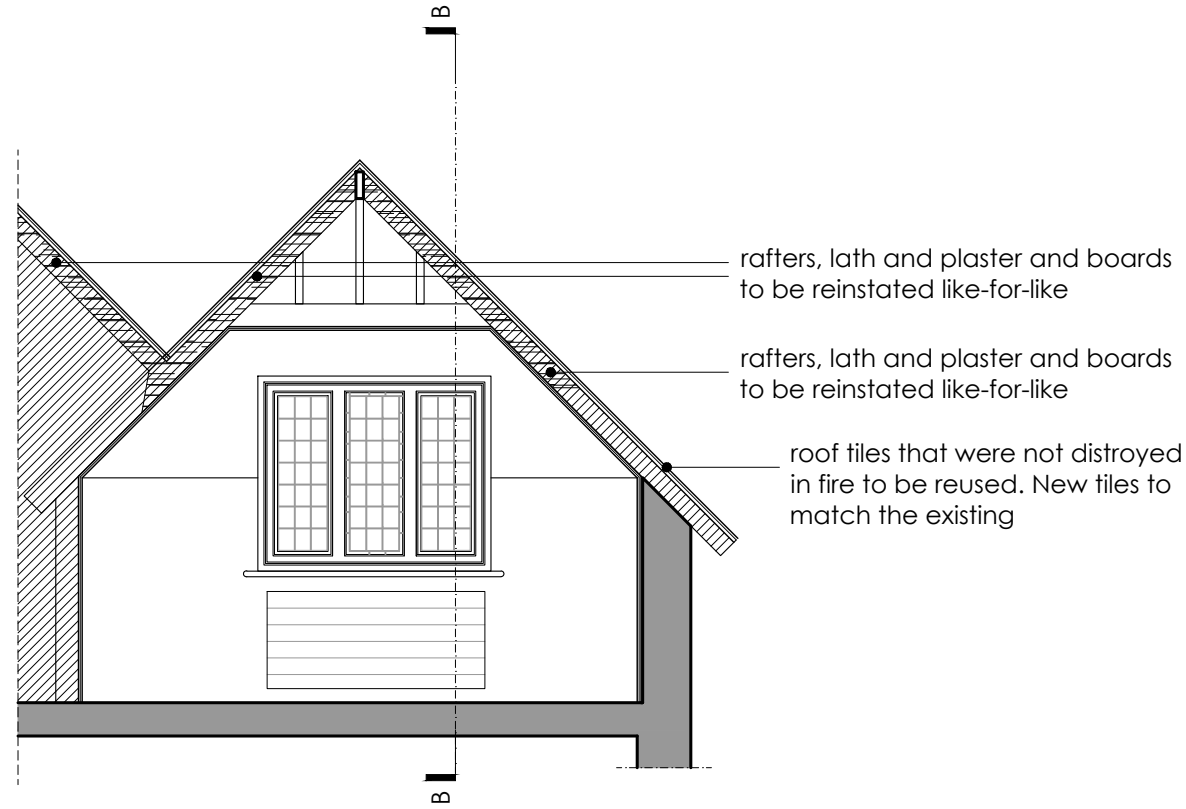 B
rafters, lath and plaster and boards
to be reinstated like-for-like
rafters, lath and plaster and boards
to be reinstated like-for-like
roof tiles that were not distroyed
in fire to be reused. New tiles to
match the existing
B